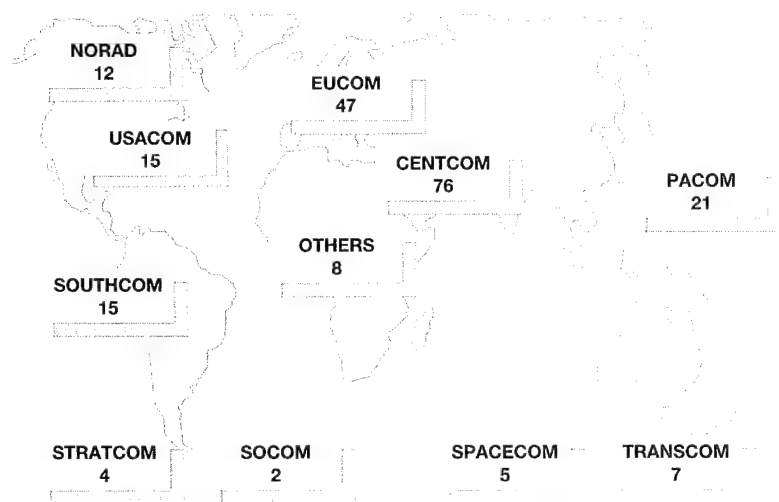 NORAD
12
EUCOM
47
USACOM
15
CENTCOM
76
PACOM
21
OTHERS
8
SOUTHCOM
15
STRATCOM
4
SOCOM
2
SPACECOM
5
TRANSCOM
7